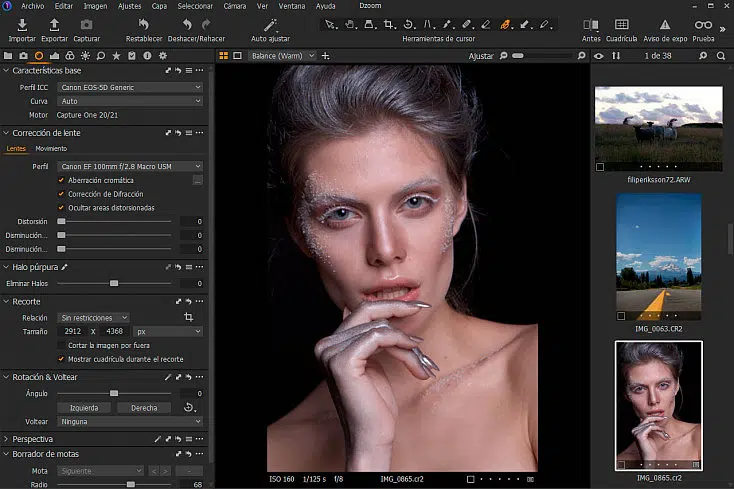 Archivo Editar Imagen Ajustes Capa Seleccionar Cámara Ver Ventana Ayuda Dzoom
Importar Exportar Capturar Restablecer Deshacer/Rehacer Auto ajustar Herramientas de cursor Antes Cuadrícula Aviso de expo Prueba
Balance (Warm) Ajustar 1 de 38
Características base
Perfil ICC Canon EOS-5D Generic
Curva Auto
Motor Capture One 20/21
Corrección de lente
Lentes Movimiento
Perfil Canon EF 100mm f/2.8 Macro USM
Aberración cromática
Corrección de Difracción
Ocultar areas distorsionadas
Distorsión 0
Disminución... 0
Disminución... 0
Halo púrpura
Eliminar Halos 0
Recorte
Relación Sin restricciones
Tamaño 2912 X 4368 px
Cortar la imagen por fuera
Mostrar cuadrícula durante el recorte
Rotación & Voltear
Ángulo 0
Izquierda Derecha
Voltear Ninguna
Perspectiva
Borrador de motas
Mota Siguiente
Radio 68
ISO 160 1/125 s f/8 IMG_0865.cr2
filiperiksson72.ARW
IMG_0063.CR2
IMG_0865.cr2